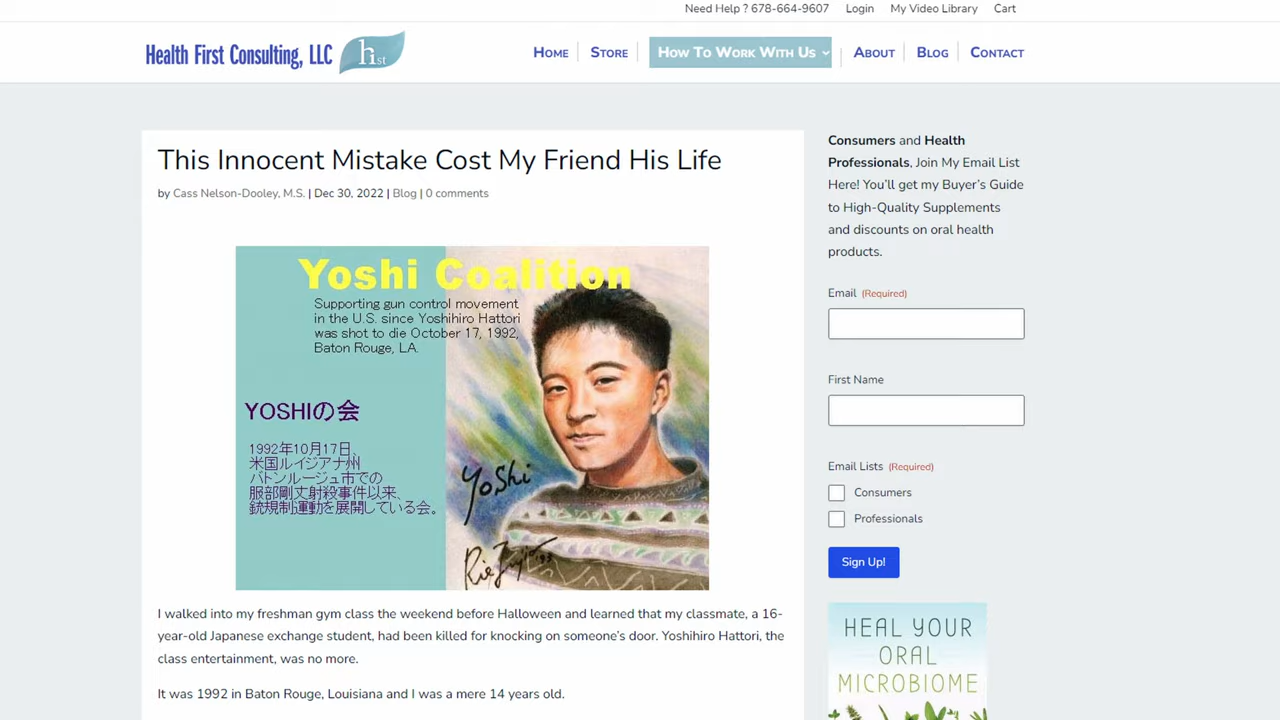 Need Help ? 678-664-9607 Login My Video Library Cart
Health First Consulting, LLC h1st
Home Store How To Work With Us About Blog Contact
This Innocent Mistake Cost My Friend His Life
by Cass Nelson-Dooley, M.S. | Dec 30, 2022 | Blog | 0 comments
Yoshi Coalition
Supporting gun control movement
in the U.S. since Yoshihiro Hattori
was shot to die October 17, 1992,
Baton Rouge, LA.
YOSHIの会
1992年10月17日、
米国ルイジアナ州
バトンルージュ市での
服部剛丈射殺事件以来、
銃規制運動を展開している会。
Yoshi
Rie Fujii '93
I walked into my freshman gym class the weekend before Halloween and learned that my classmate, a 16-
year-old Japanese exchange student, had been killed for knocking on someone's door. Yoshihiro Hattori, the
class entertainment, was no more.
It was 1992 in Baton Rouge, Louisiana and I was a mere 14 years old.
Consumers and Health
Professionals, Join My Email List
Here! You'll get my Buyer's Guide
to High-Quality Supplements
and discounts on oral health
products.
Email (Required)
First Name
Email Lists (Required)
Consumers
Professionals
Sign Up!
HEAL YOUR
ORAL
MICROBIOME